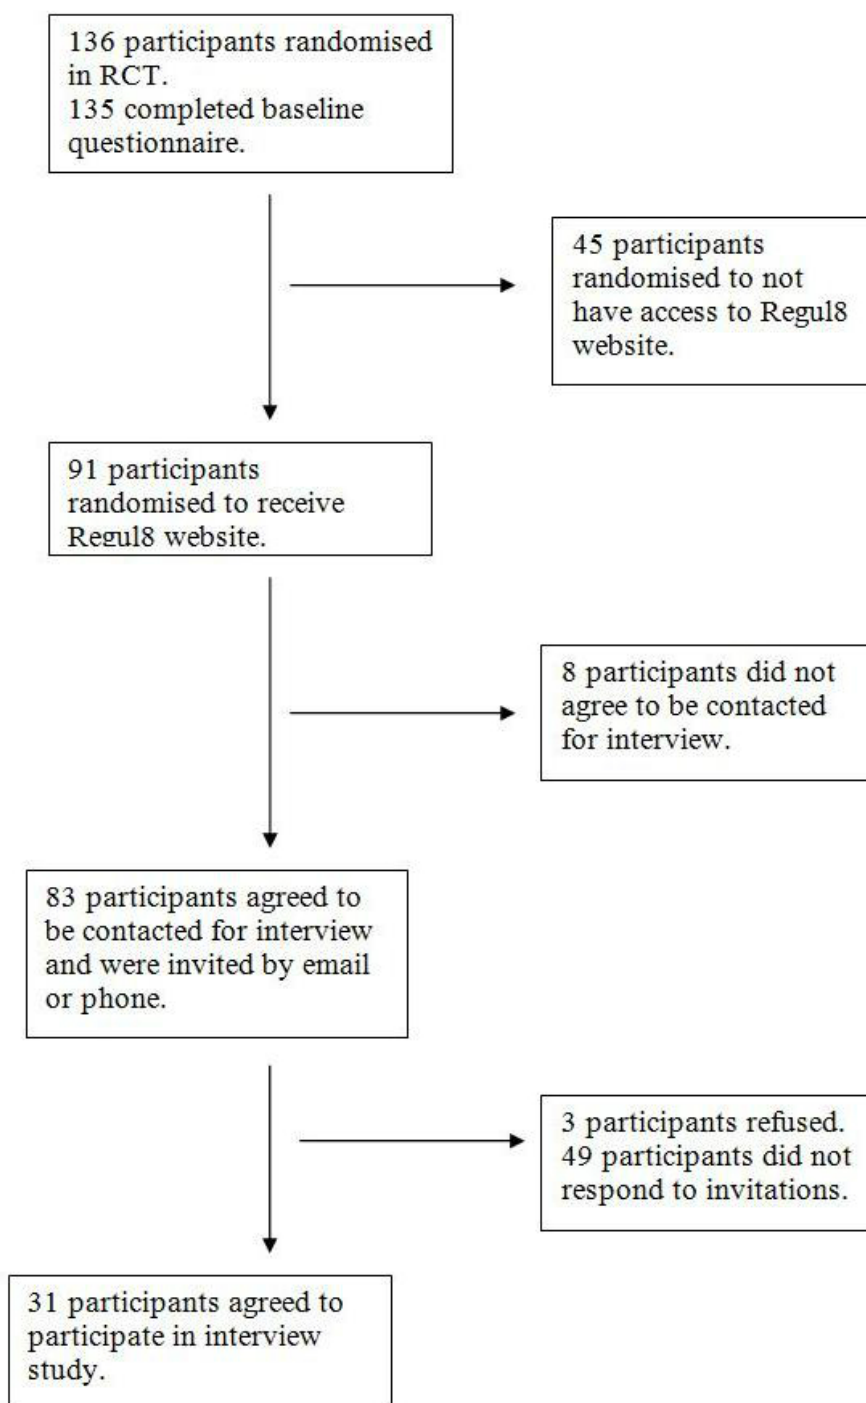 136 participants randomised
in RCT.
135 completed baseline
questionnaire.
45 participants
randomised to not
have access to Regul8
website.
91 participants
randomised to receive
Regul8 website.
8 participants did not
agree to be contacted
for interview.
83 participants agreed to
be contacted for interview
and were invited by email
or phone.
3 participants refused.
49 participants did not
respond to invitations.
31 participants agreed to
participate in interview
study.